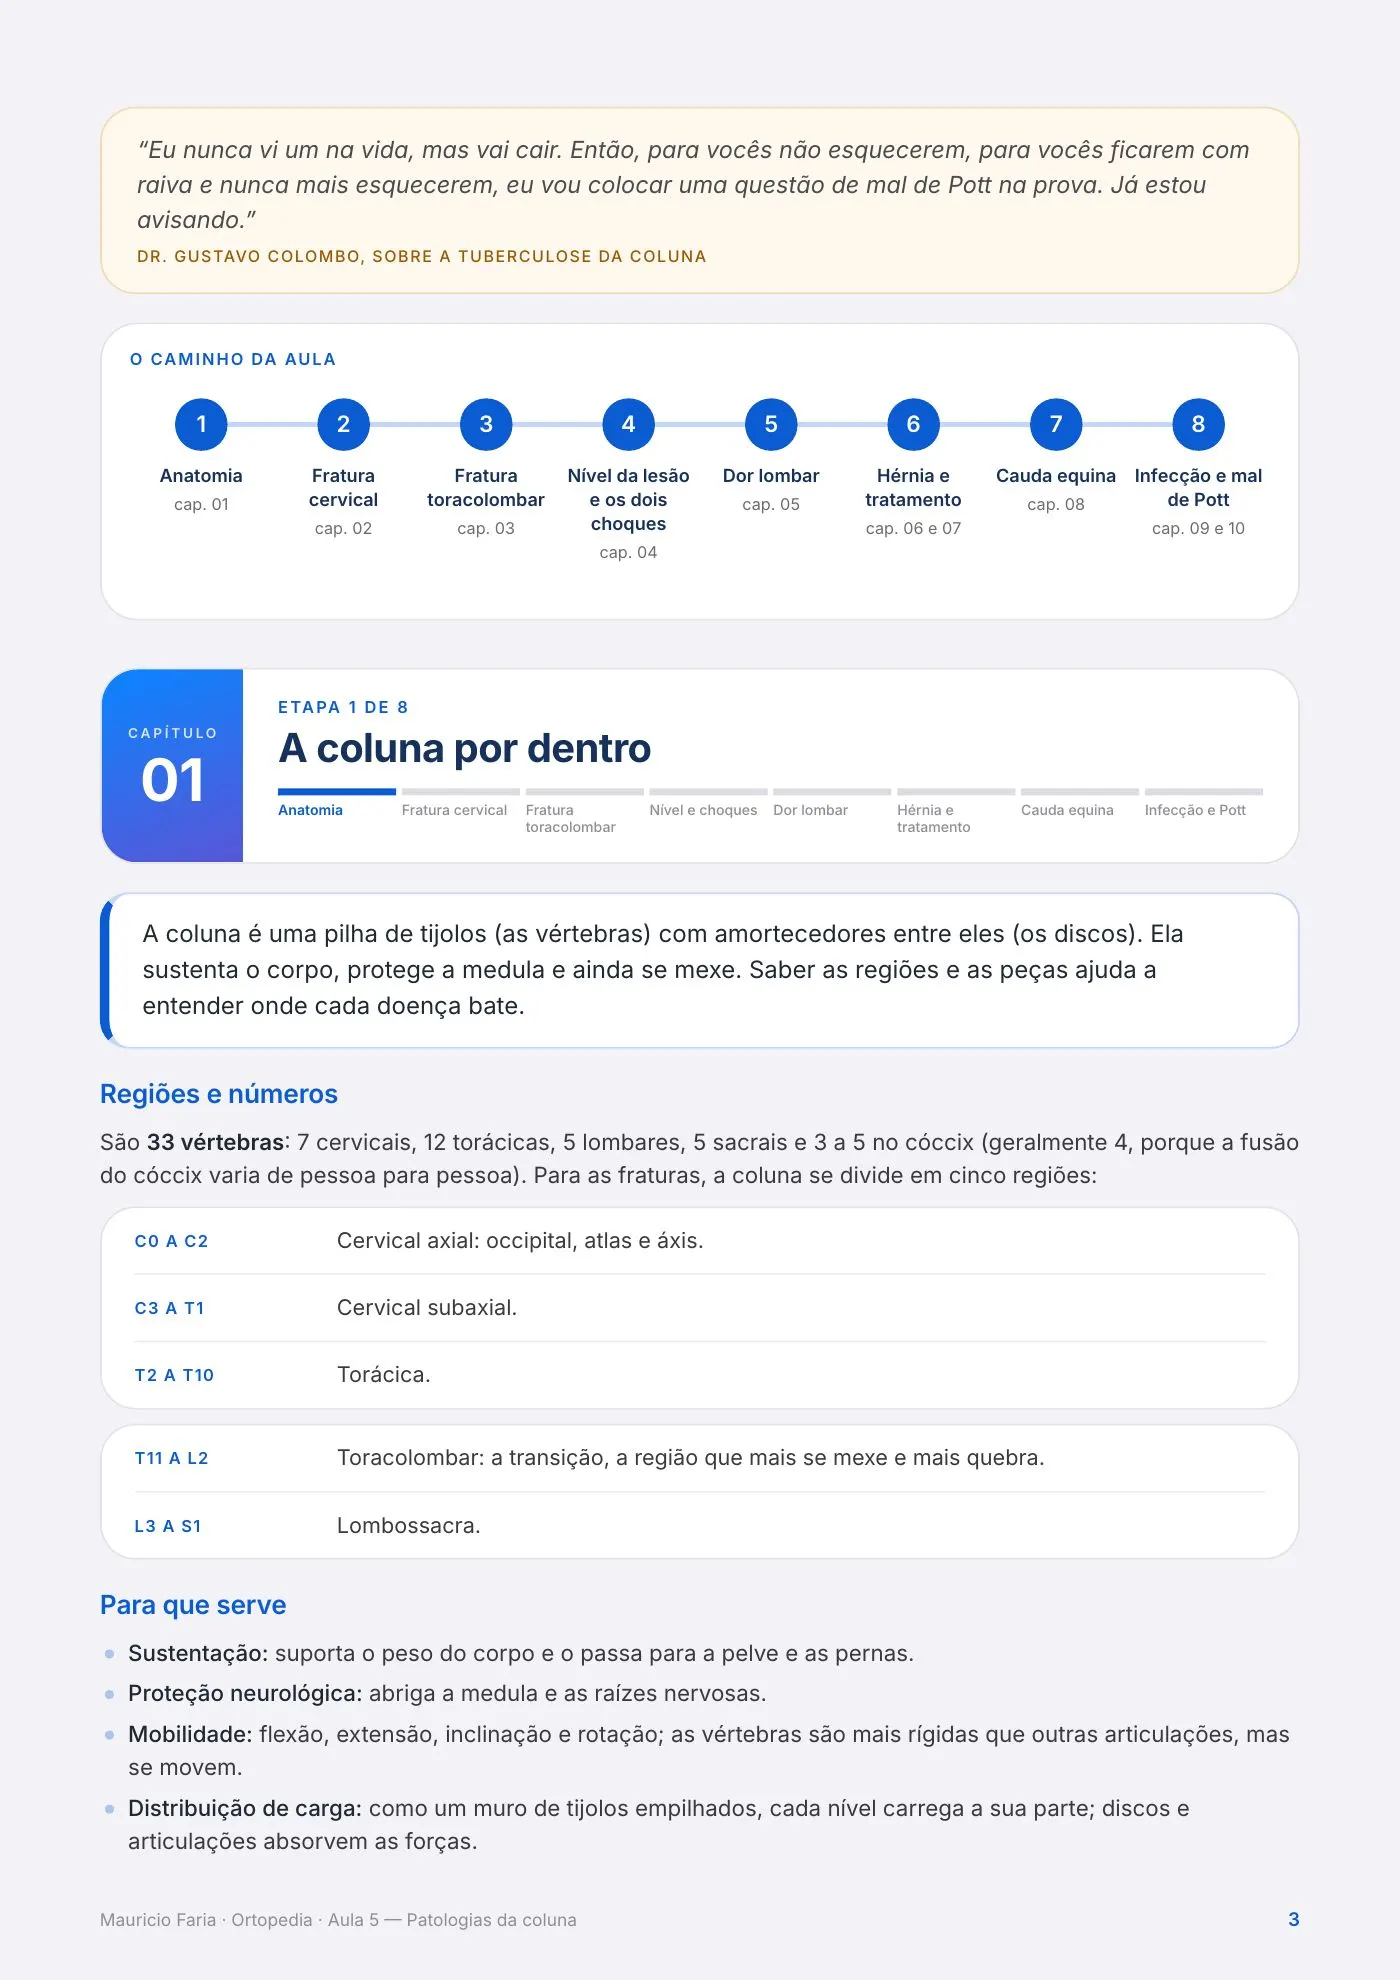 “Eu nunca vi um na vida, mas vai cair. Então, para vocês não esquecerem, para vocês ficarem com
raiva e nunca mais esquecerem, eu vou colocar uma questão de mal de Pott na prova. Já estou
avisando.”
DR. GUSTAVO COLOMBO, SOBRE A TUBERCULOSE DA COLUNA
O CAMINHO DA AULA
1
Anatomia
cap. 01
2
Fratura
cervical
cap. 02
3
Fratura
toracolombar
cap. 03
4
Nível da lesão
e os dois
choques
cap. 04
5
Dor lombar
cap. 05
6
Hérnia e
tratamento
cap. 06 e 07
7
Cauda equina
cap. 08
8
Infecção e mal
de Pott
cap. 09 e 10
CAPÍTULO
01
ETAPA 1 DE 8
A coluna por dentro
Anatomia
Fratura cervical
Fratura
toracolombar
Nível e choques
Dor lombar
Hérnia e
tratamento
Cauda equina
Infecção e Pott
A coluna é uma pilha de tijolos (as vértebras) com amortecedores entre eles (os discos). Ela
sustenta o corpo, protege a medula e ainda se mexe. Saber as regiões e as peças ajuda a
entender onde cada doença bate.
Regiões e números
São 33 vértebras: 7 cervicais, 12 torácicas, 5 lombares, 5 sacrais e 3 a 5 no cóccix (geralmente 4, porque a fusão
do cóccix varia de pessoa para pessoa). Para as fraturas, a coluna se divide em cinco regiões:
C0 A C2 Cervical axial: occipital, atlas e áxis.
C3 A T1 Cervical subaxial.
T2 A T10 Torácica.
T11 A L2 Toracolombar: a transição, a região que mais se mexe e mais quebra.
L3 A S1 Lombossacra.
Para que serve
Sustentação: suporta o peso do corpo e o passa para a pelve e as pernas.
Proteção neurológica: abriga a medula e as raízes nervosas.
Mobilidade: flexão, extensão, inclinação e rotação; as vértebras são mais rígidas que outras articulações, mas
se movem.
Distribuição de carga: como um muro de tijolos empilhados, cada nível carrega a sua parte; discos e
articulações absorvem as forças.
Mauricio Faria · Ortopedia · Aula 5 — Patologias da coluna
3